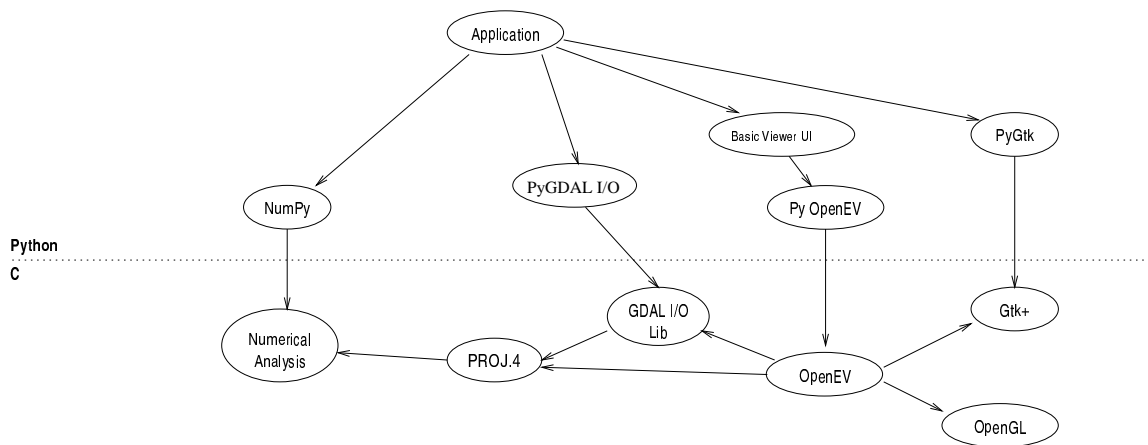 Application
Basic Viewer UI
PyGtk
PyGDAL I/O
NumPy
Py OpenEV
Python
C
GDAL I/O
Lib
Gtk+
Numerical
Analysis
PROJ.4
OpenEV
OpenGL